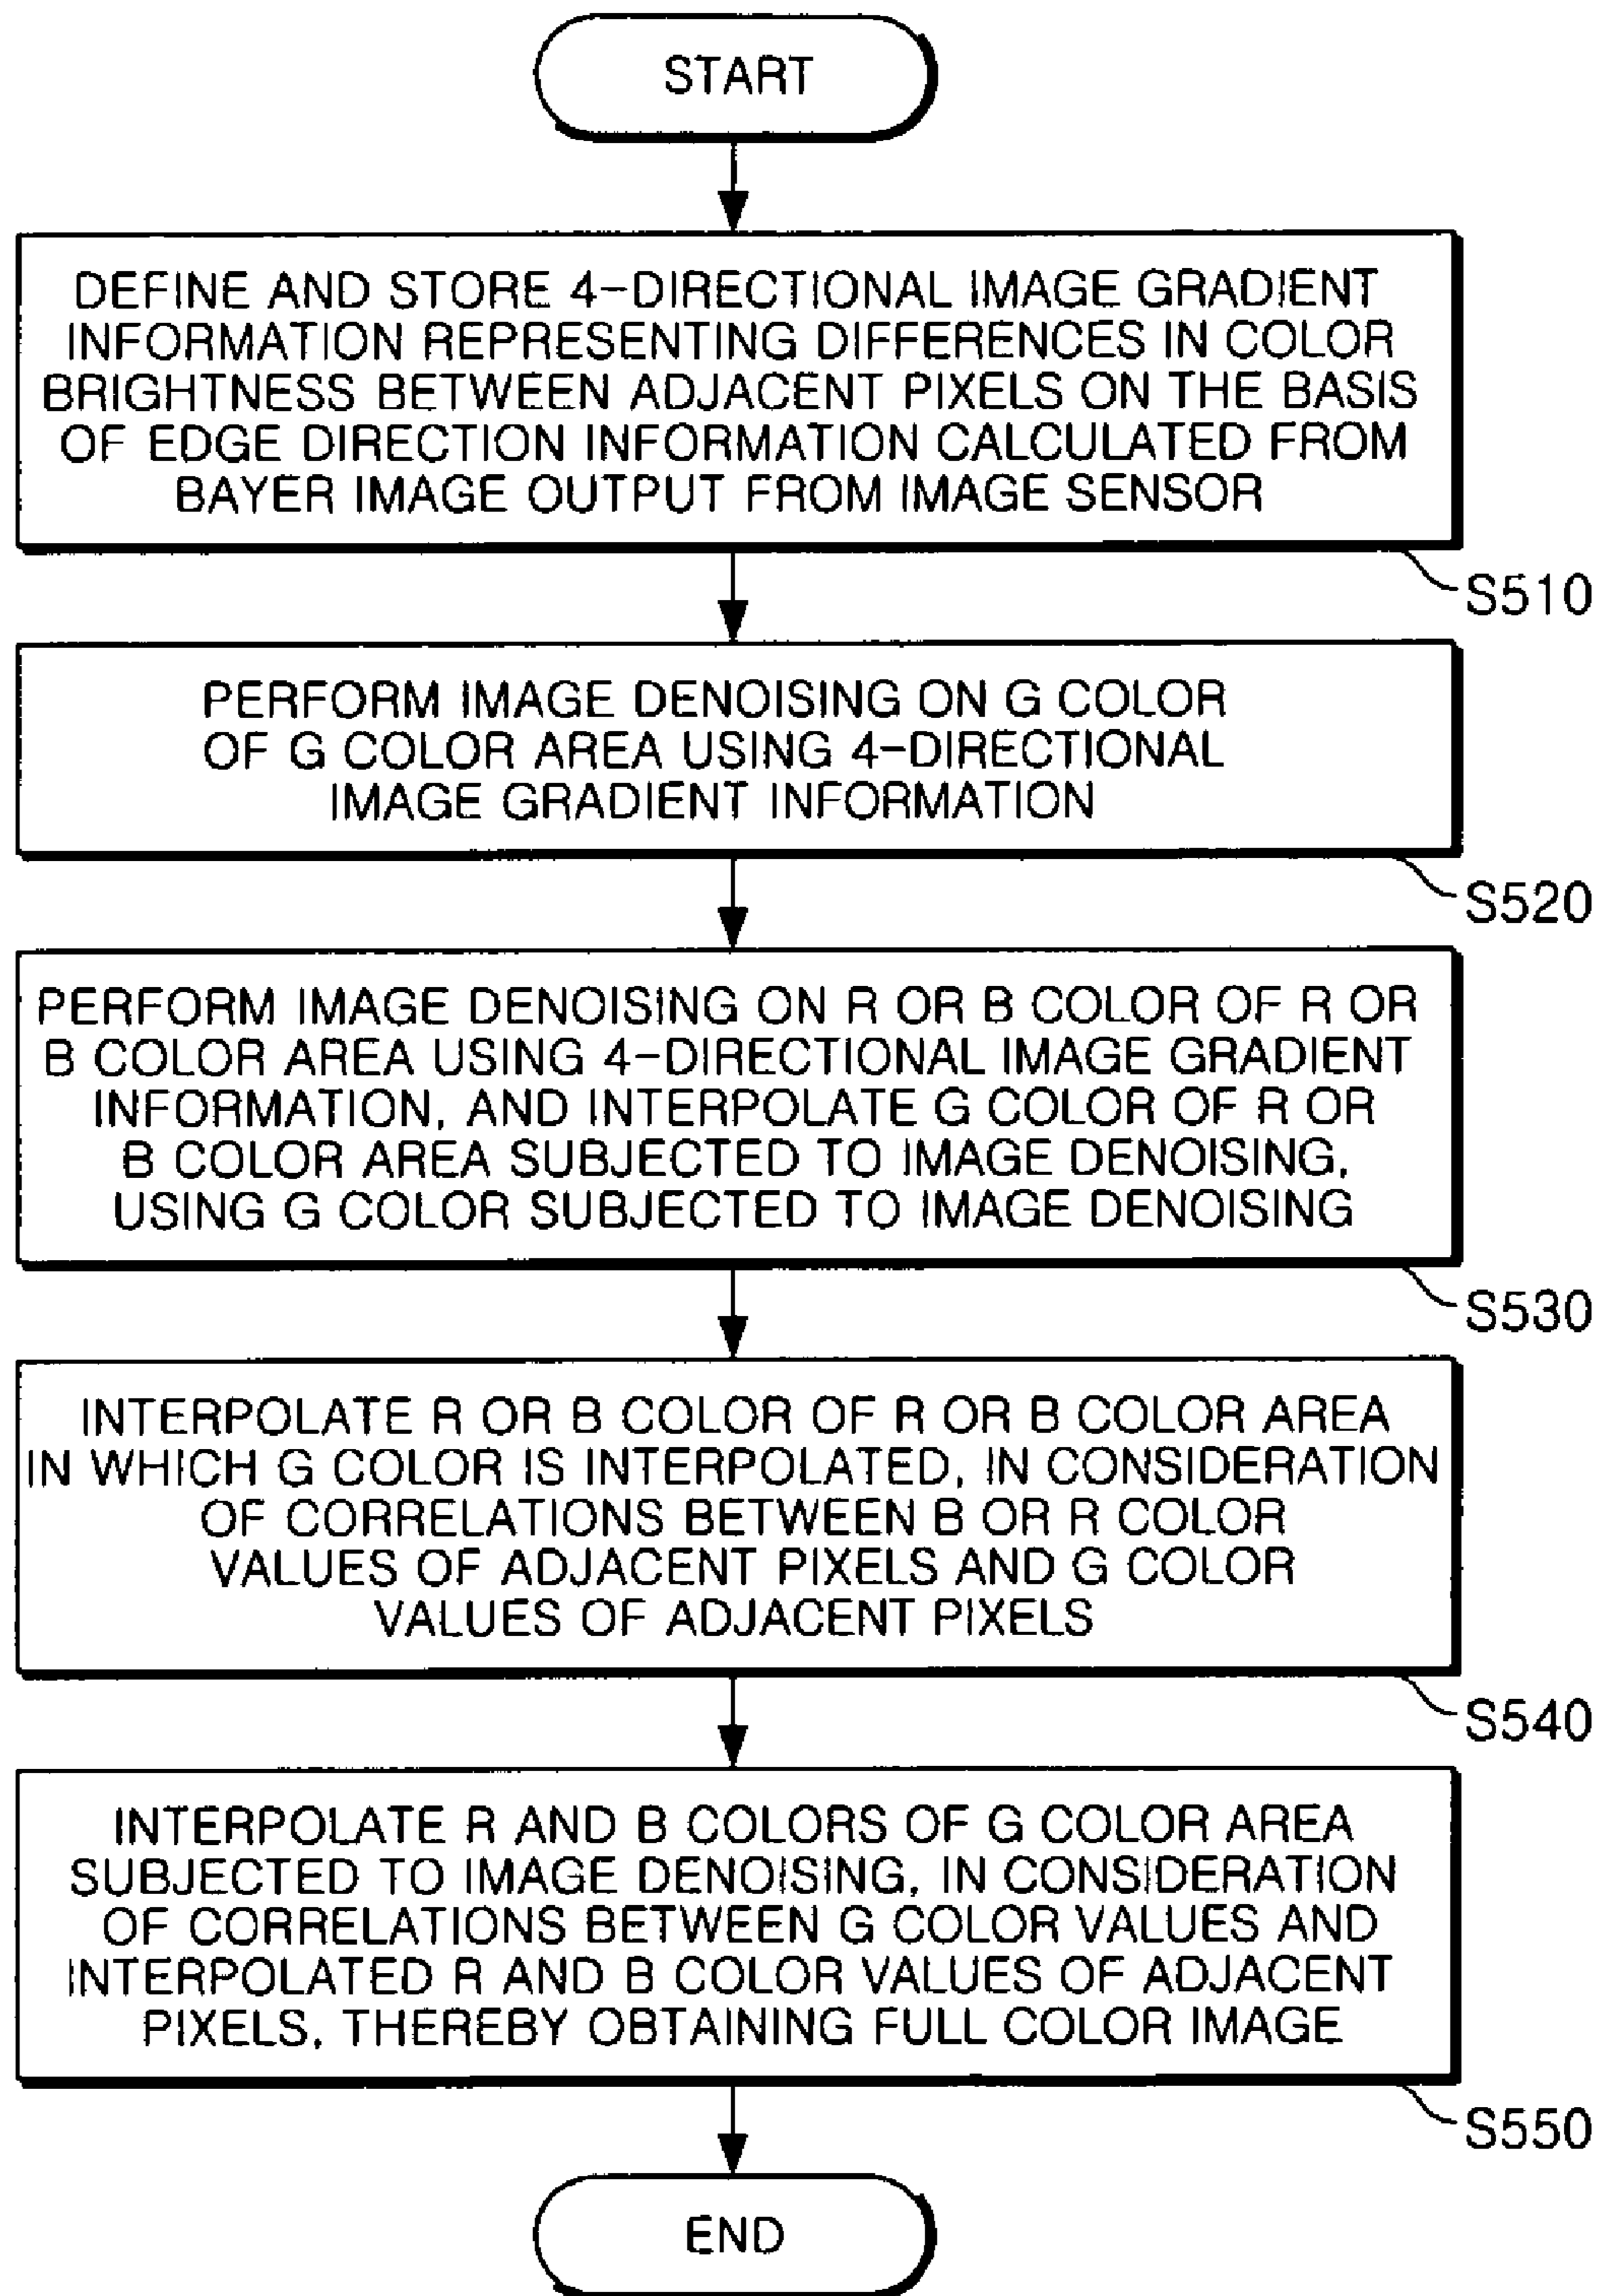 START
DEFINE AND STORE 4-DIRECTIONAL IMAGE GRADIENT
INFORMATION REPRESENTING DIFFERENCES IN COLOR
BRIGHTNESS BETWEEN ADJACENT PIXELS ON THE BASIS
OF EDGE DIRECTION INFORMATION CALCULATED FROM
BAYER IMAGE OUTPUT FROM IMAGE SENSOR
S510
PERFORM IMAGE DENOISING ON G COLOR
OF G COLOR AREA USING 4-DIRECTIONAL
IMAGE GRADIENT INFORMATION
S520
PERFORM IMAGE DENOISING ON R OR B COLOR OF R OR
B COLOR AREA USING 4-DIRECTIONAL IMAGE GRADIENT
INFORMATION, AND INTERPOLATE G COLOR OF R OR
B COLOR AREA SUBJECTED TO IMAGE DENOISING,
USING G COLOR SUBJECTED TO IMAGE DENOISING
S530
INTERPOLATE R OR B COLOR OF R OR B COLOR AREA
IN WHICH G COLOR IS INTERPOLATED, IN CONSIDERATION
OF CORRELATIONS BETWEEN B OR R COLOR
VALUES OF ADJACENT PIXELS AND G COLOR
VALUES OF ADJACENT PIXELS
S540
INTERPOLATE R AND B COLORS OF G COLOR AREA
SUBJECTED TO IMAGE DENOISING, IN CONSIDERATION
OF CORRELATIONS BETWEEN G COLOR VALUES AND
INTERPOLATED R AND B COLOR VALUES OF ADJACENT
PIXELS, THEREBY OBTAINING FULL COLOR IMAGE
S550
END